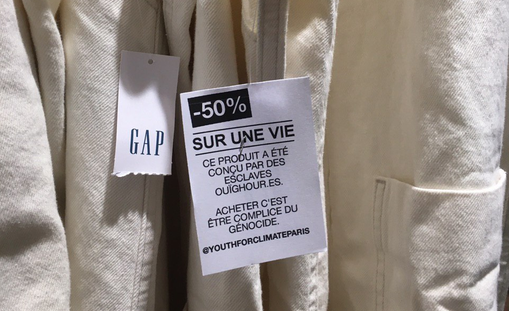 GAP
-50%
SUR UNE VIE
CE PRODUIT A ÉTÉ
CONÇU PAR DES
ESCLAVES
OUÏGHOUR.ES.
ACHETER C'EST
ÊTRE COMPLICE DU
GÉNOCIDE.
@YOUTHFORCLIMATEPARIS